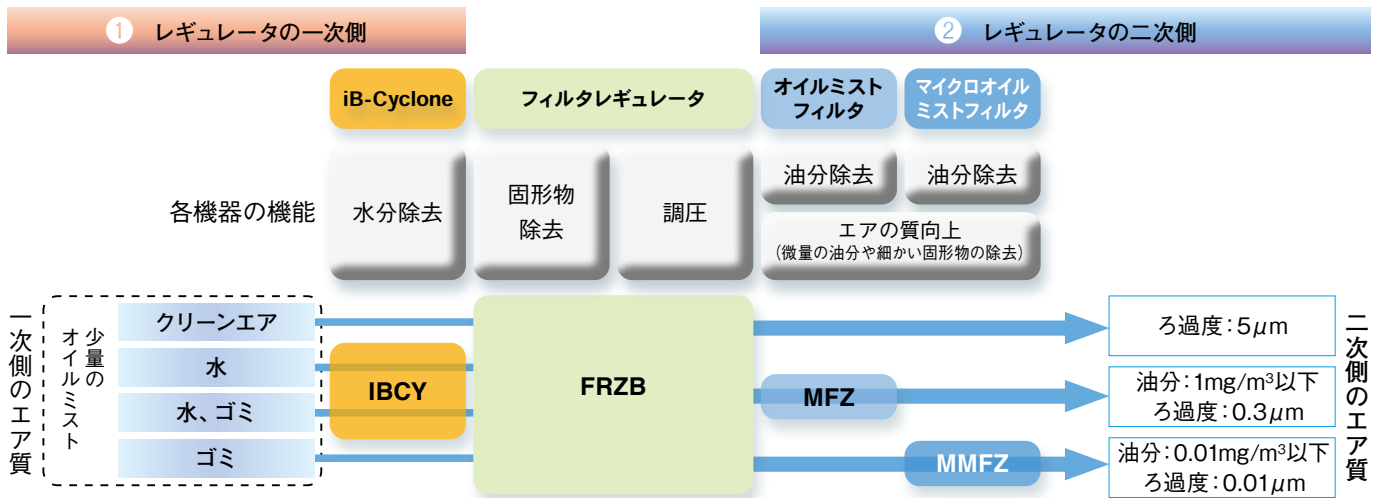 ① レギュレータの一次側
② レギュレータの二次側
iB-Cyclone
フィルタレギュレータ
オイルミスト
フィルタ
マイクロオイル
ミストフィルタ
各機器の機能
水分除去
固形物
除去
調圧
油分除去
油分除去
エアの質向上
(微量の油分や細かい固形物の除去)
一次側のエア質
少量の
オイルミスト
クリーンエア
水
水、ゴミ
ゴミ
IBCY
FRZB
MFZ
MMFZ
ろ過度:5μm
油分:1mg/m³以下
ろ過度:0.3μm
油分:0.01mg/m³以下
ろ過度:0.01μm
二次側のエア質